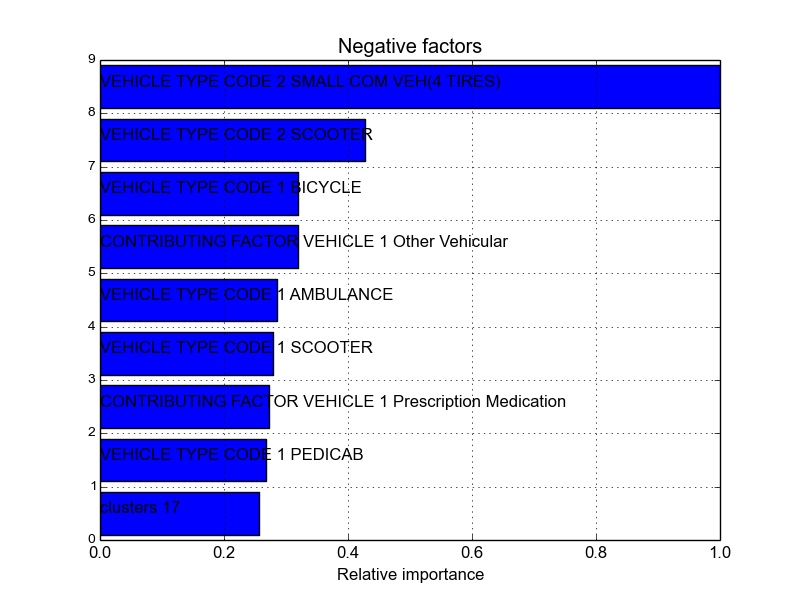 Negative factors
9
VEHICLE TYPE CODE 2 SMALL COM VEH(4 TIRES)
8
VEHICLE TYPE CODE 2 SCOOTER
7
VEHICLE TYPE CODE 1 BICYCLE
6
CONTRIBUTING FACTOR VEHICLE 1 Other Vehicular
5
VEHICLE TYPE CODE 1 AMBULANCE
4
VEHICLE TYPE CODE 1 SCOOTER
3
CONTRIBUTING FACTOR VEHICLE 1 Prescription Medication
2
VEHICLE TYPE CODE 1 PEDICAB
1
clusters 17
0
0.0 0.2 0.4 0.6 0.8 1.0
Relative importance